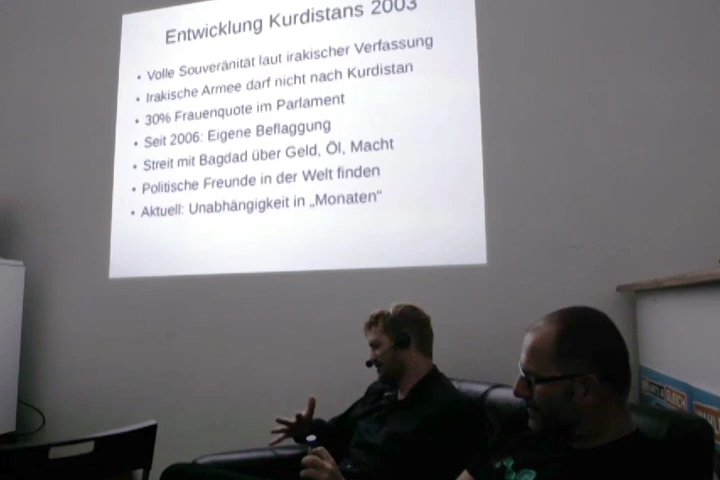 Entwicklung Kurdistans 2003
• Volle Souveränität laut irakischer Verfassung
• Irakische Armee darf nicht nach Kurdistan
• 30% Frauenquote im Parlament
• Seit 2006: Eigene Beflaggung
• Streit mit Bagdad über Geld, Öl, Macht
• Politische Freunde in der Welt finden
• Aktuell: Unabhängigkeit in „Monaten“